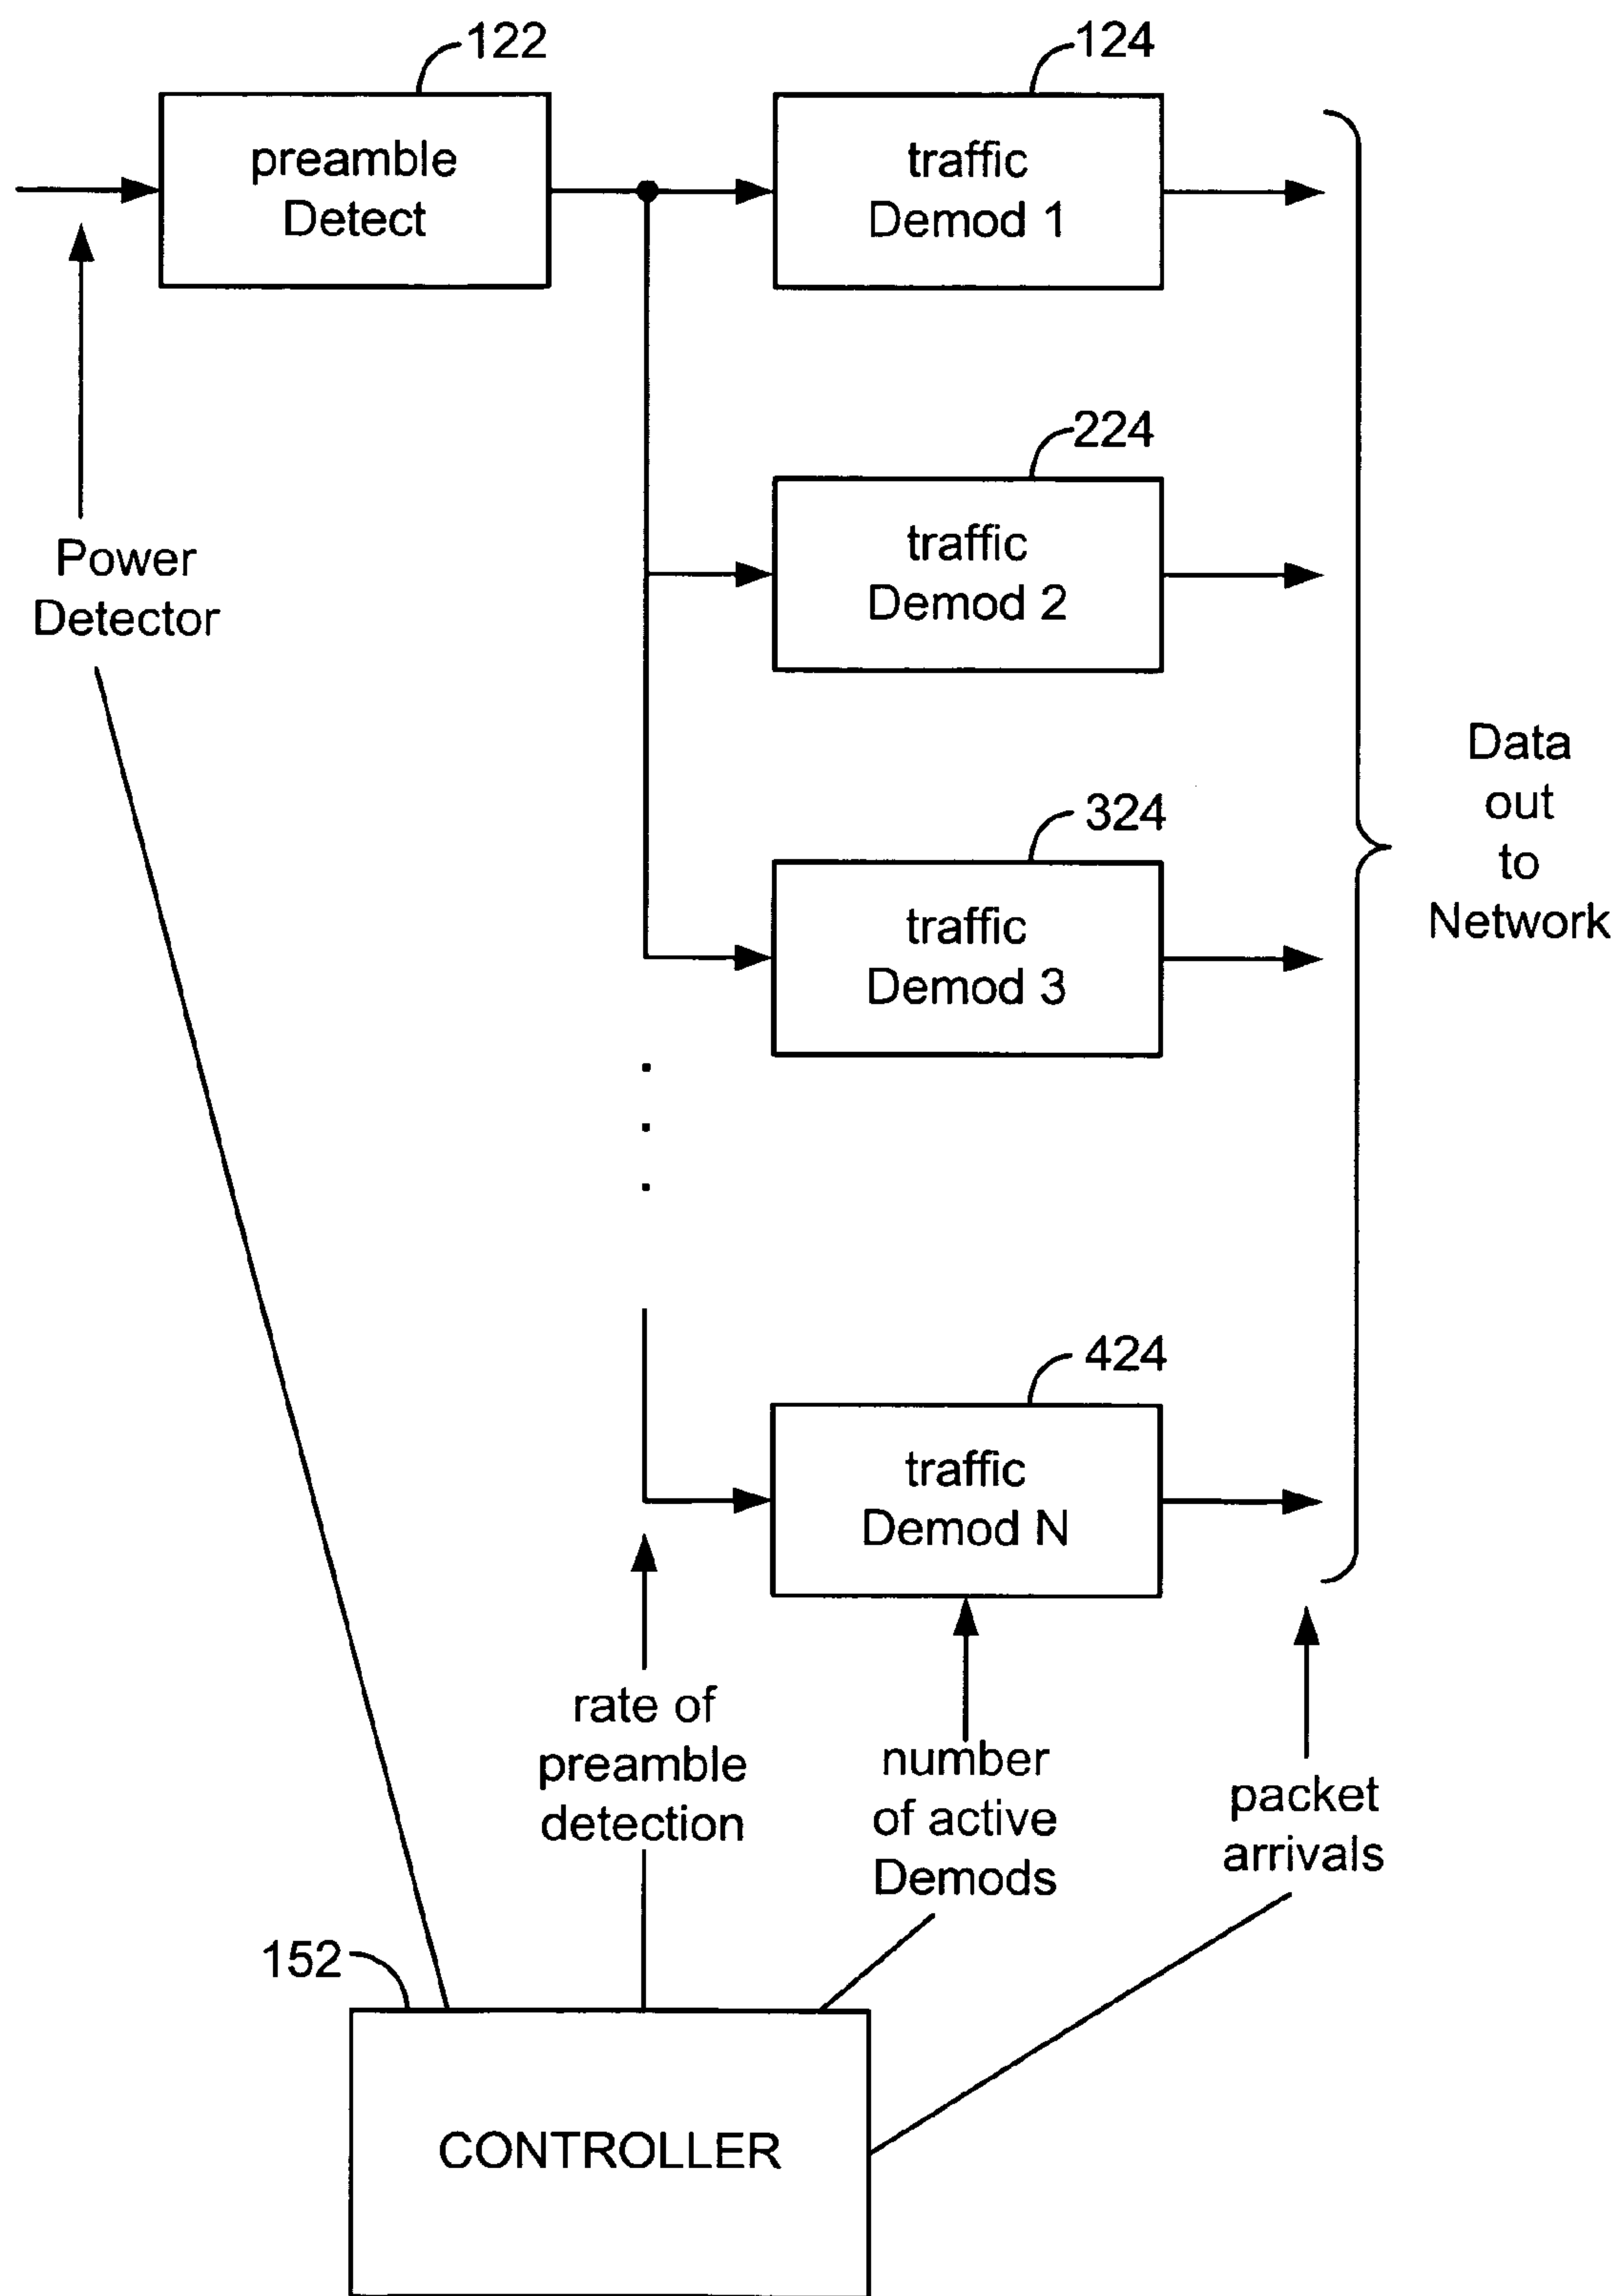 122
124
preamble
Detect
traffic
Demod 1
224
Power
Detector
traffic
Demod 2
Data
out
to
Network
324
traffic
Demod 3
424
traffic
Demod N
rate of
preamble
detection
number
of active
Demods
packet
arrivals
152
CONTROLLER